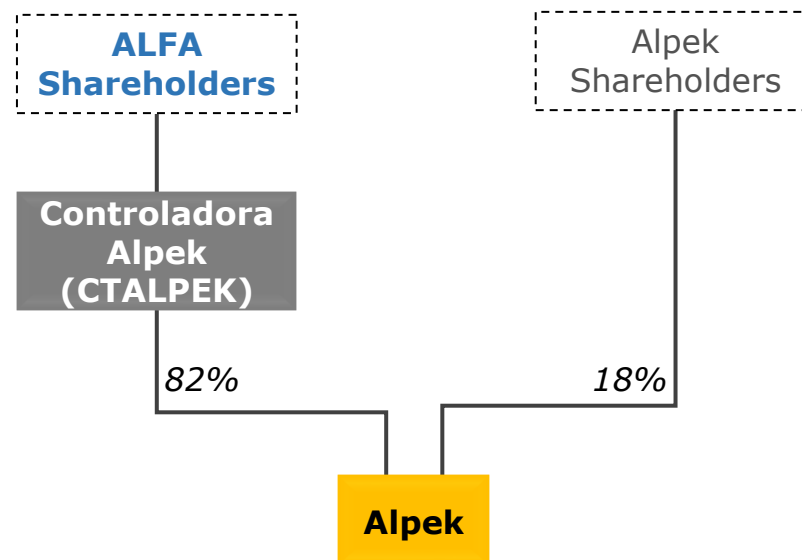 ALFA
Shareholders
Alpek
Shareholders
Controladora
Alpek
(CTALPEK)
82%
18%
Alpek